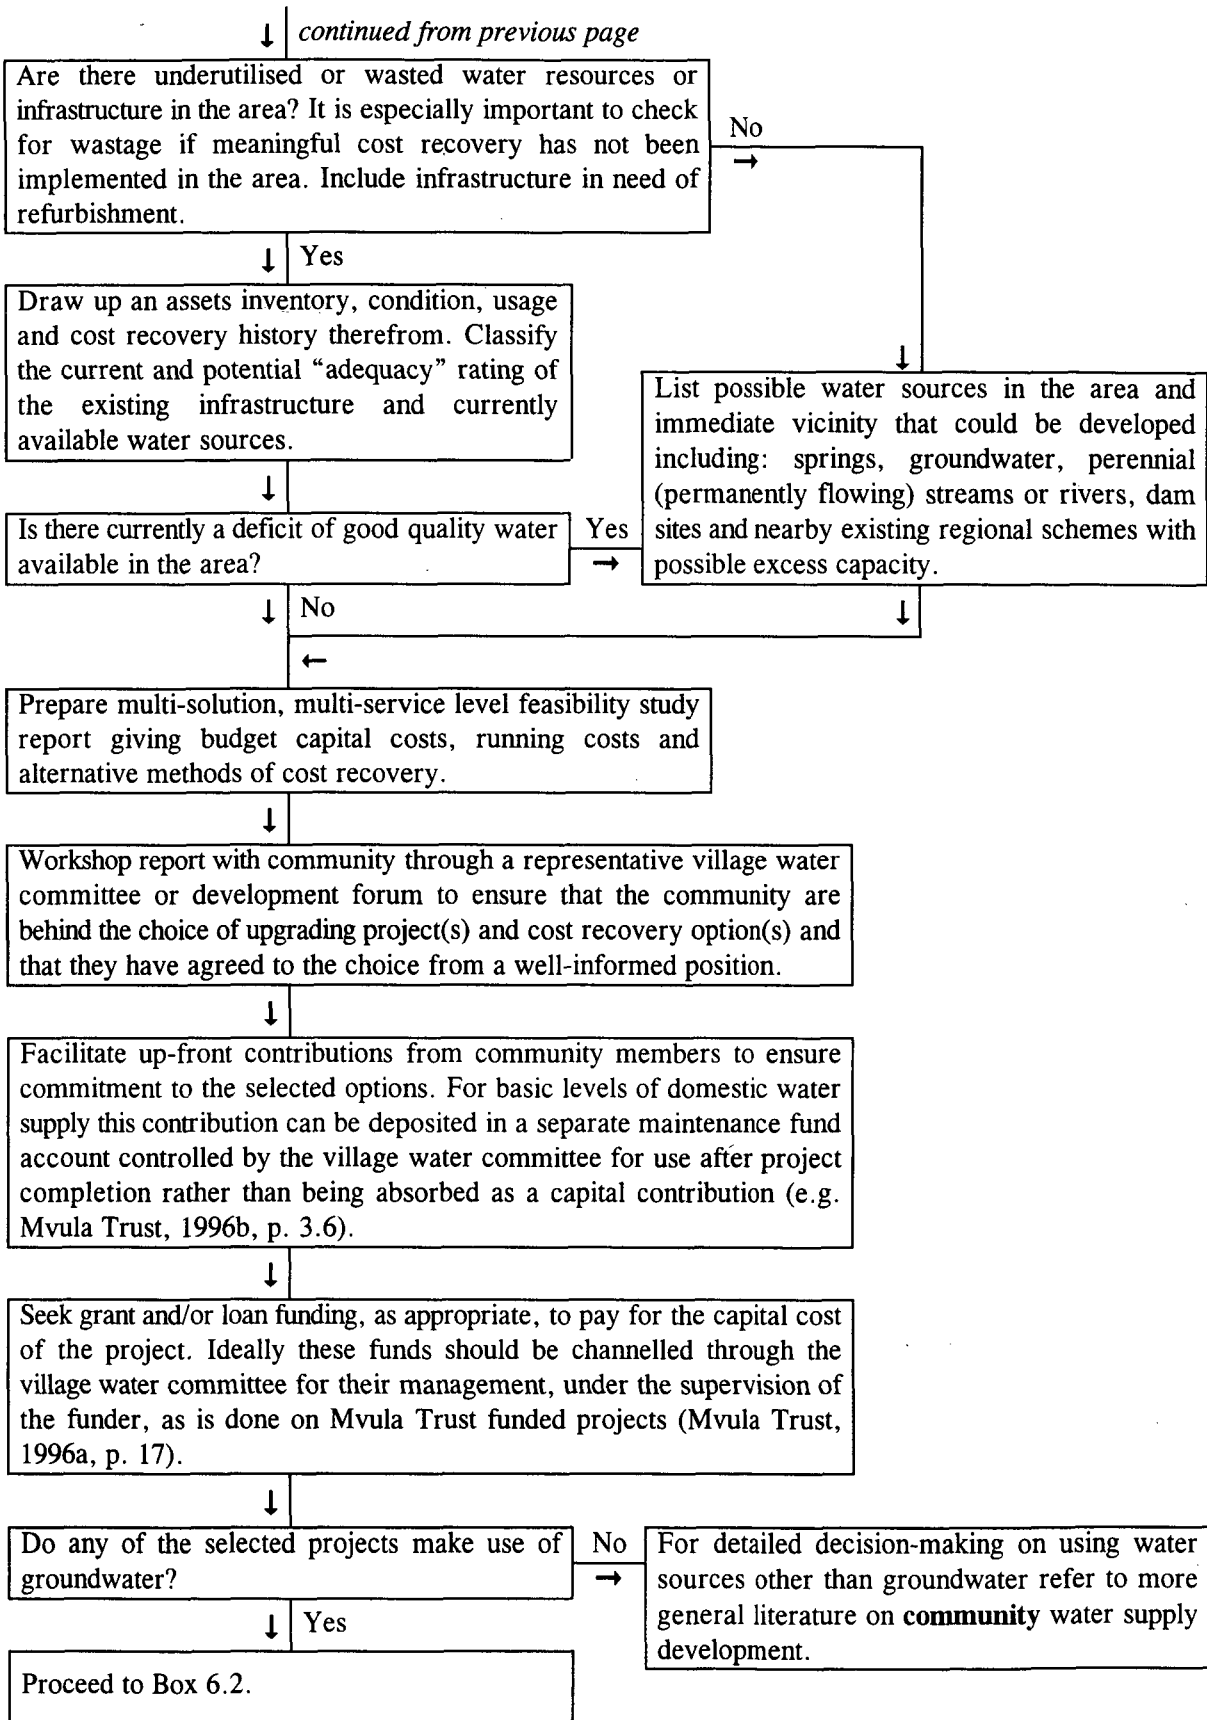 continued from previous page
Are there underutilised or wasted water resources or
infrastructure in the area? It is especially important to check
for wastage if meaningful cost recovery has not been
implemented in the area. Include infrastructure in need of
refurbishment.
No
→
↓ Yes
Draw up an assets inventory, condition, usage
and cost recovery history therefrom. Classify
the current and potential “adequacy” rating of
the existing infrastructure and currently
available water sources.
List possible water sources in the area and
immediate vicinity that could be developed
including: springs, groundwater, perennial
(permanently flowing) streams or rivers, dam
sites and nearby existing regional schemes with
possible excess capacity.
Is there currently a deficit of good quality water
available in the area?
Yes
→
↓ No
←
Prepare multi-solution, multi-service level feasibility study
report giving budget capital costs, running costs and
alternative methods of cost recovery.
Workshop report with community through a representative village water
committee or development forum to ensure that the community are
behind the choice of upgrading project(s) and cost recovery option(s) and
that they have agreed to the choice from a well-informed position.
Facilitate up-front contributions from community members to ensure
commitment to the selected options. For basic levels of domestic water
supply this contribution can be deposited in a separate maintenance fund
account controlled by the village water committee for use after project
completion rather than being absorbed as a capital contribution (e.g.
Mvula Trust, 1996b, p. 3.6).
Seek grant and/or loan funding, as appropriate, to pay for the capital cost
of the project. Ideally these funds should be channelled through the
village water committee for their management, under the supervision of
the funder, as is done on Mvula Trust funded projects (Mvula Trust,
1996a, p. 17).
Do any of the selected projects make use of
groundwater?
No
→
For detailed decision-making on using water
sources other than groundwater refer to more
general literature on community water supply
development.
↓ Yes
Proceed to Box 6.2.